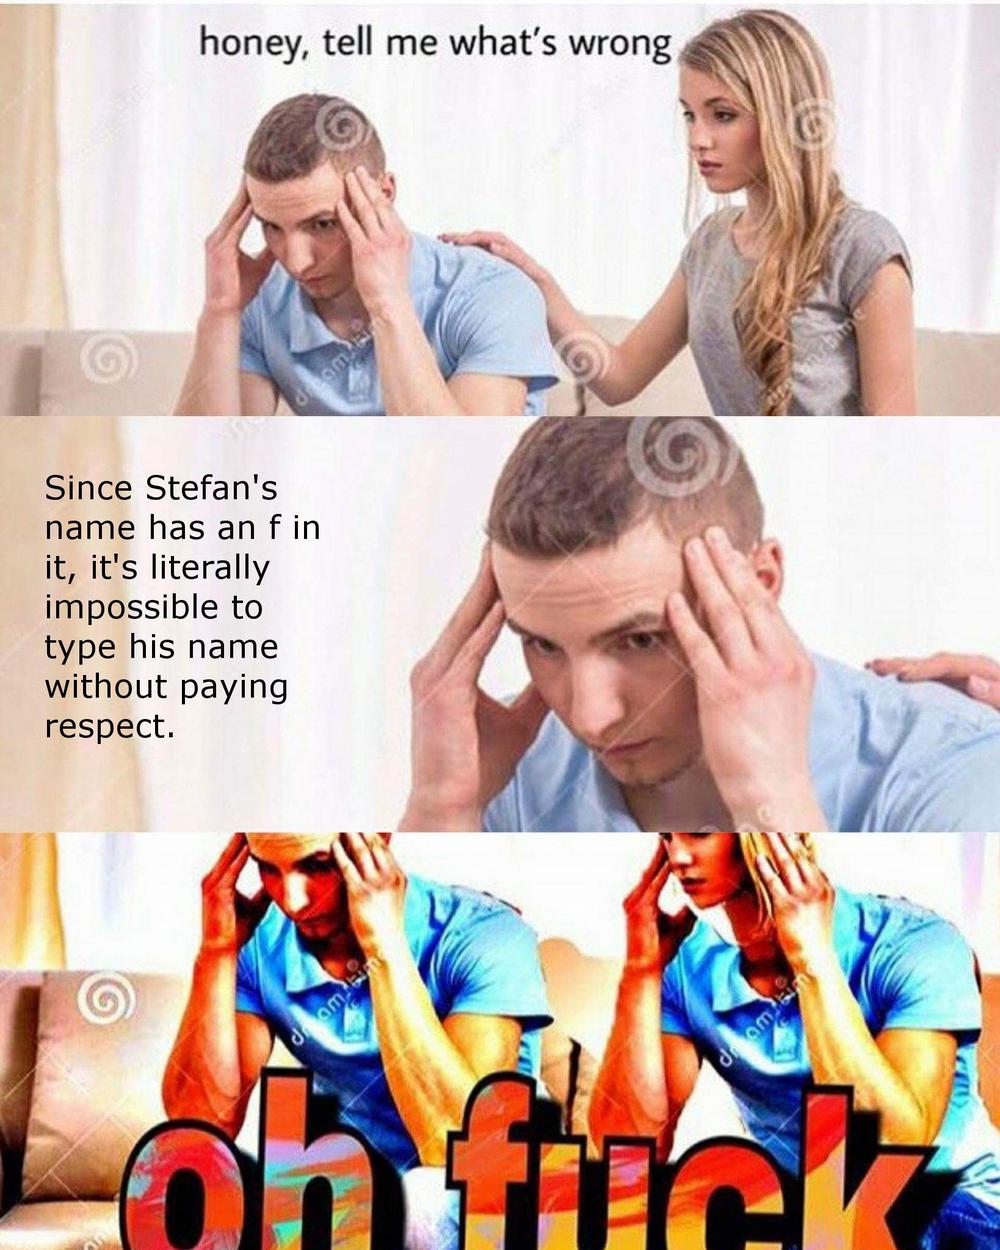 honey, tell me what's wrong
Since Stefan's
name has an f in
it, it's literally
impossible to
type his name
without paying
respect.
oh fuck